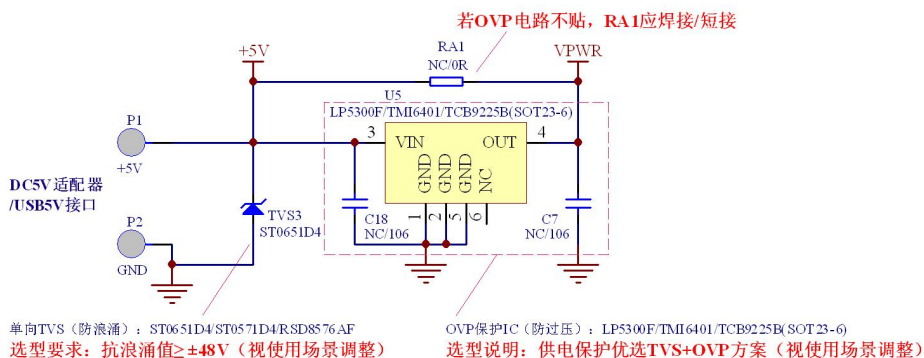 若OVP电路不贴，RA1应焊接/短接
+5V
RA1
VPWR
NC/0R
U5
LP5300F/TMI6401/TCB9225B(SOT23-6)
P1
3
VIN
OUT
4
+5V
GND
GND
GND
NC
DC5V适配器
/USB5V接口
P2
TVS3
ST0651D4
C18
NC/106
1
2
5
6
C7
NC/106
GND
单向TVS（防浪涌）：ST0651D4/ST0571D4/RSD8576AF
OVP保护IC（防过压）：LP5300F/TMI6401/TCB9225B(SOT23-6)
选型要求：抗浪涌值≥±48V（视使用场景调整）
选型说明：供电保护优选TVS+OVP方案（视使用场景调整）